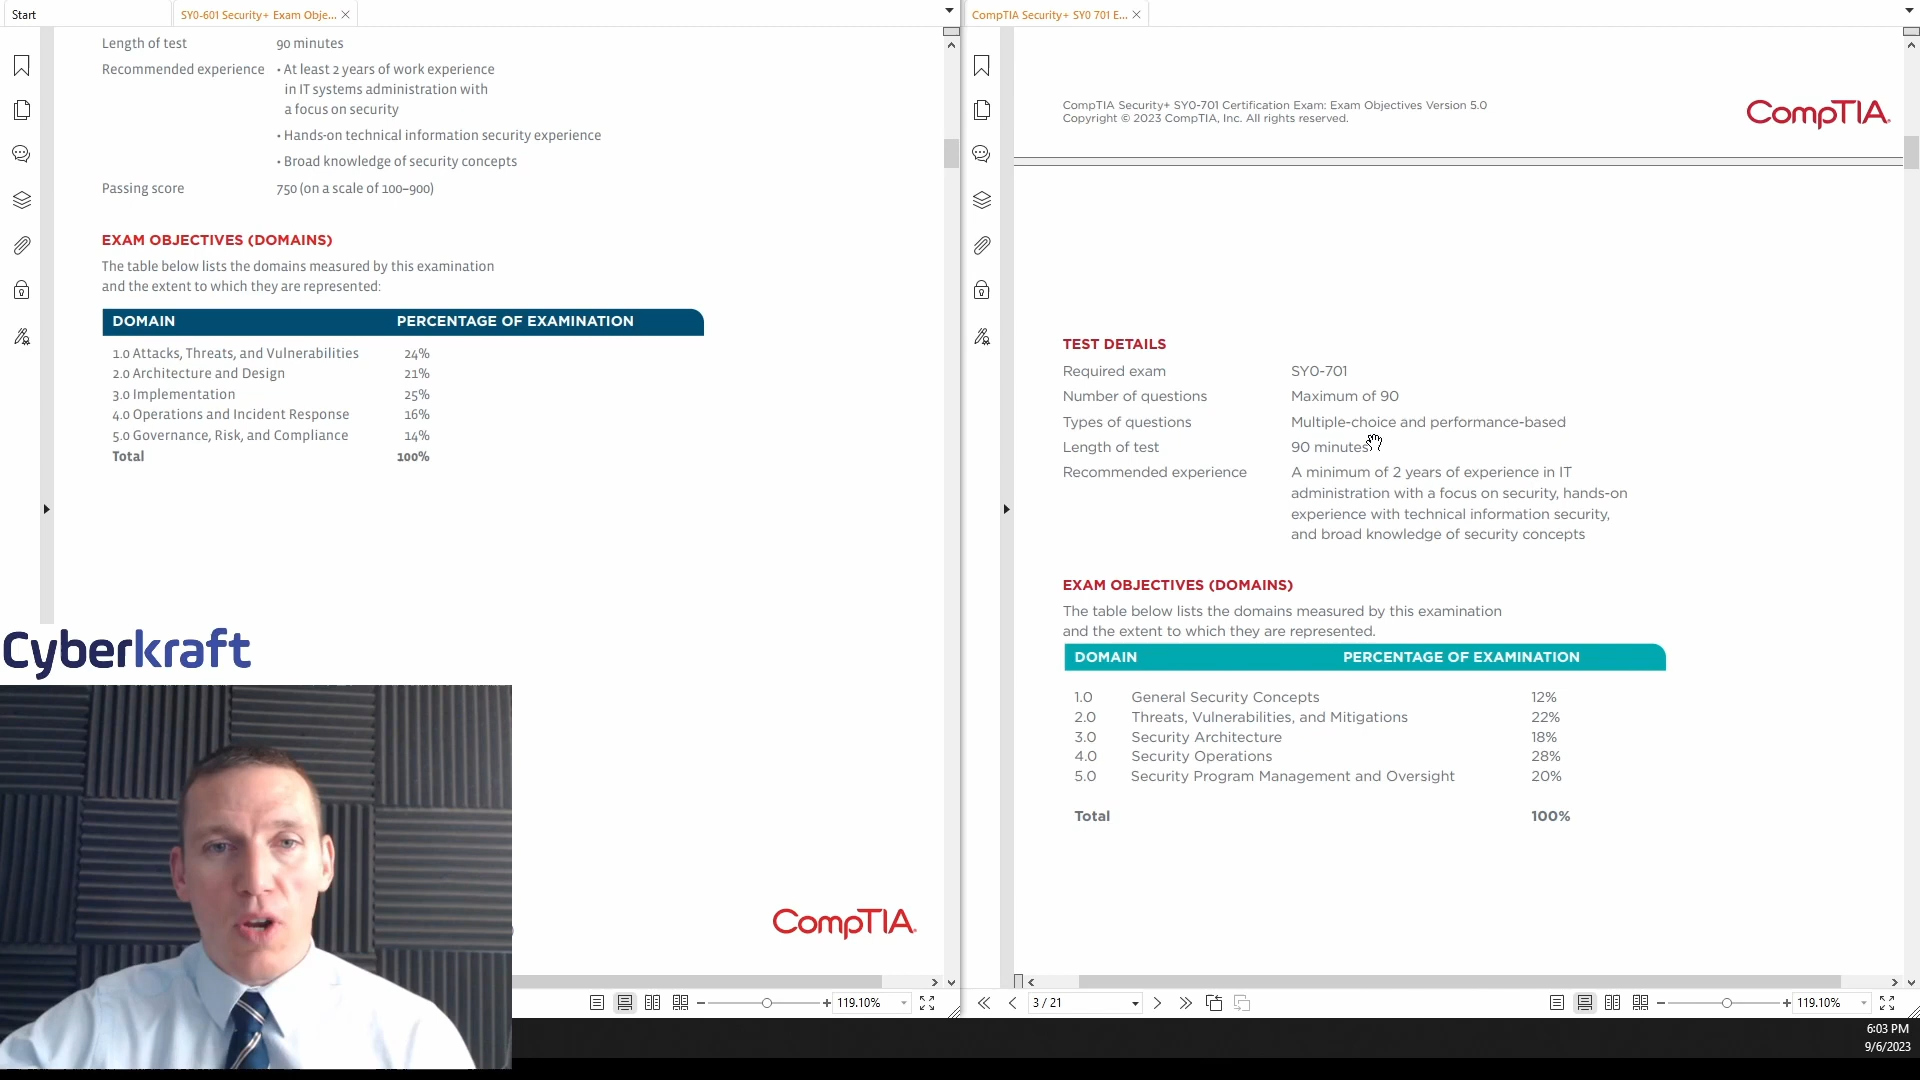 Start
SY0-601 Security+ Exam Obje...
Length of test 90 minutes
Recommended experience • At least 2 years of work experience
in IT systems administration with
a focus on security
• Hands-on technical information security experience
• Broad knowledge of security concepts
Passing score 750 (on a scale of 100–900)
EXAM OBJECTIVES (DOMAINS)
The table below lists the domains measured by this examination
and the extent to which they are represented:
DOMAIN PERCENTAGE OF EXAMINATION
1.0 Attacks, Threats, and Vulnerabilities 24%
2.0 Architecture and Design 21%
3.0 Implementation 25%
4.0 Operations and Incident Response 16%
5.0 Governance, Risk, and Compliance 14%
Total 100%
Cyberkraft
CompTIA.
119.10%
CompTIA Security+ SY0 701 E...
CompTIA Security+ SY0-701 Certification Exam: Exam Objectives Version 5.0
Copyright © 2023 CompTIA, Inc. All rights reserved.
CompTIA.
TEST DETAILS
Required exam SY0-701
Number of questions Maximum of 90
Types of questions Multiple-choice and performance-based
Length of test 90 minutes
Recommended experience A minimum of 2 years of experience in IT
administration with a focus on security, hands-on
experience with technical information security,
and broad knowledge of security concepts
EXAM OBJECTIVES (DOMAINS)
The table below lists the domains measured by this examination
and the extent to which they are represented.
DOMAIN PERCENTAGE OF EXAMINATION
1.0 General Security Concepts 12%
2.0 Threats, Vulnerabilities, and Mitigations 22%
3.0 Security Architecture 18%
4.0 Security Operations 28%
5.0 Security Program Management and Oversight 20%
Total 100%
3 / 21
119.10%
6:03 PM
9/6/2023